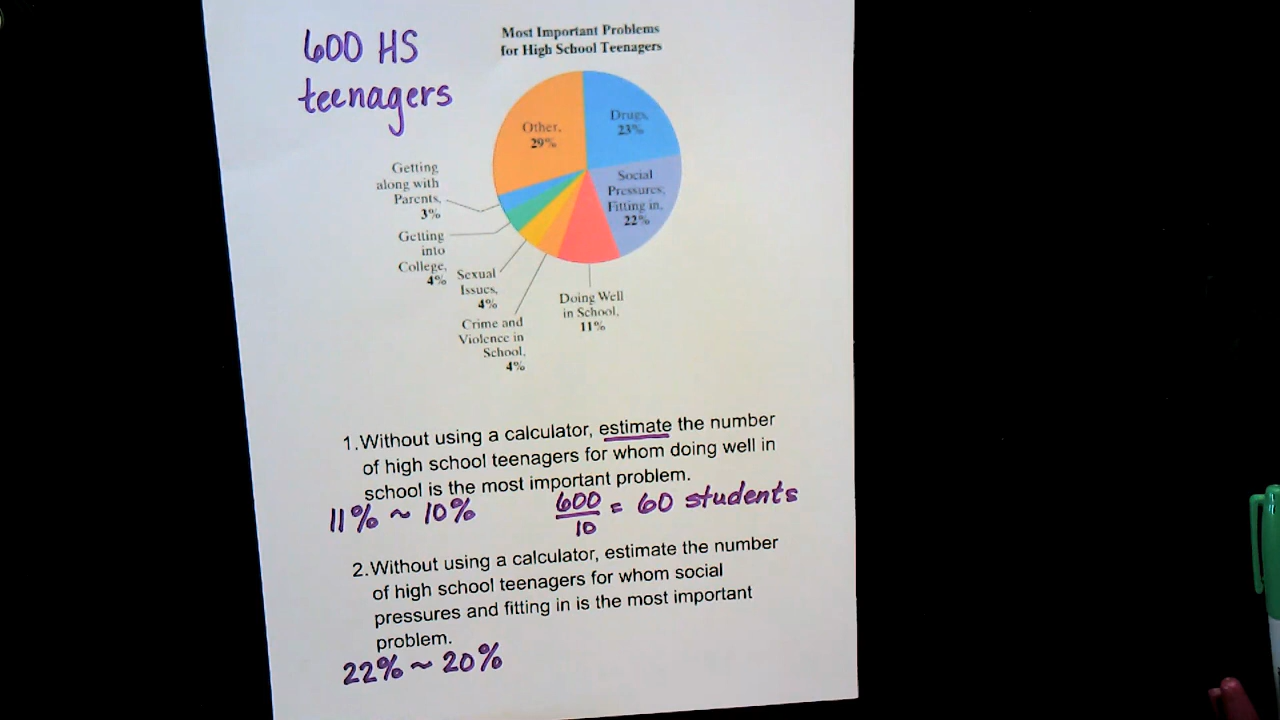 600 HS
teenagers
Most Important Problems
for High School Teenagers
Other,
29%
Drugs,
23%
Social
Pressures,
Fitting in,
22%
Getting
along with
Parents,
3%
Getting
into
College,
4%
Sexual
Issues,
4%
Crime and
Violence in
School,
4%
Doing Well
in School,
11%
1. Without using a calculator, estimate the number
of high school teenagers for whom doing well in
school is the most important problem.
11% ~ 10%
600/10 = 60 students
2. Without using a calculator, estimate the number
of high school teenagers for whom social
pressures and fitting in is the most important
problem.
22% ~ 20%